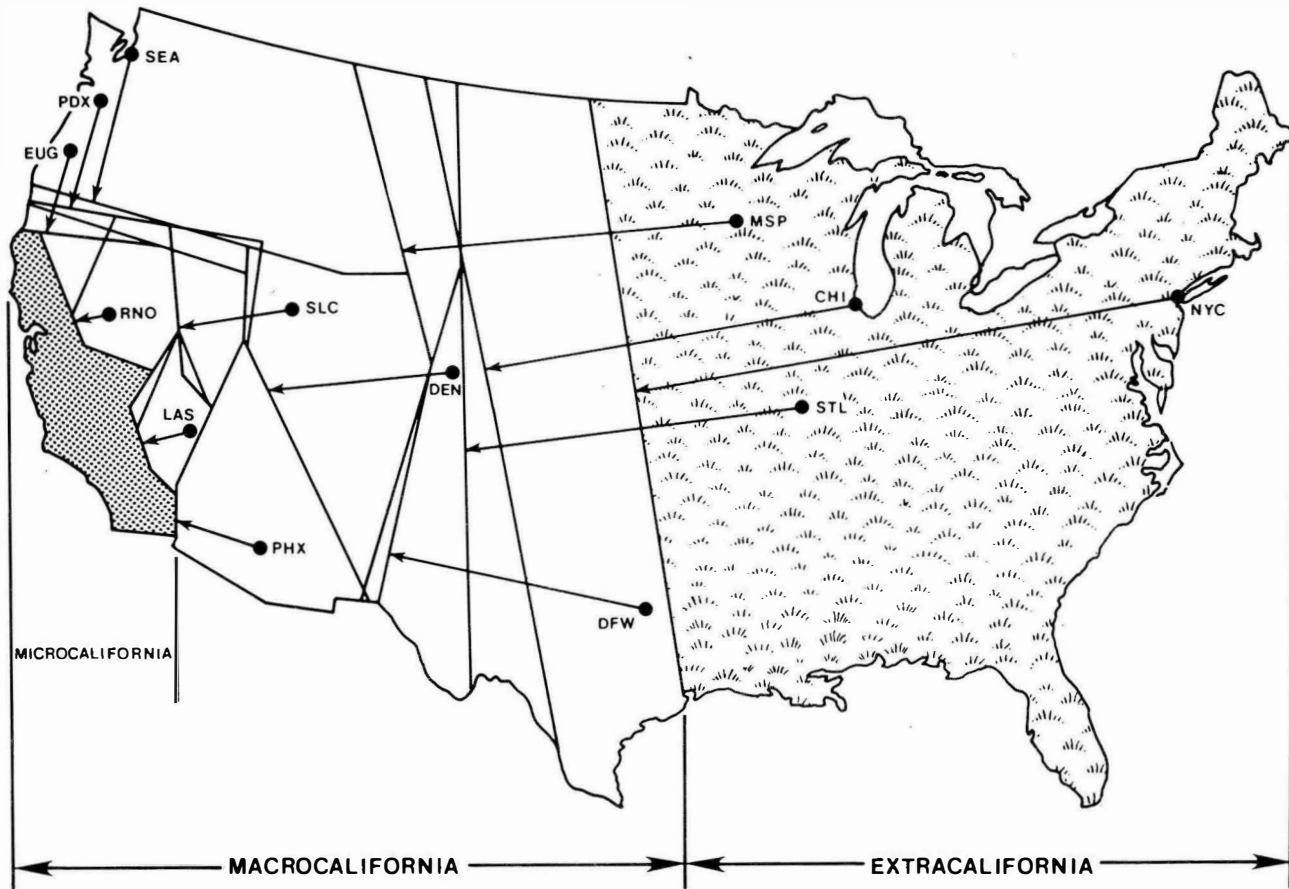 SEA
PDX
EUG
MSP
RNO
SLC
CHI
NYC
DEN
LAS
STL
PHX
DFW
MICROCALIFORNIA
MACROCALIFORNIA
EXTRACALIFORNIA